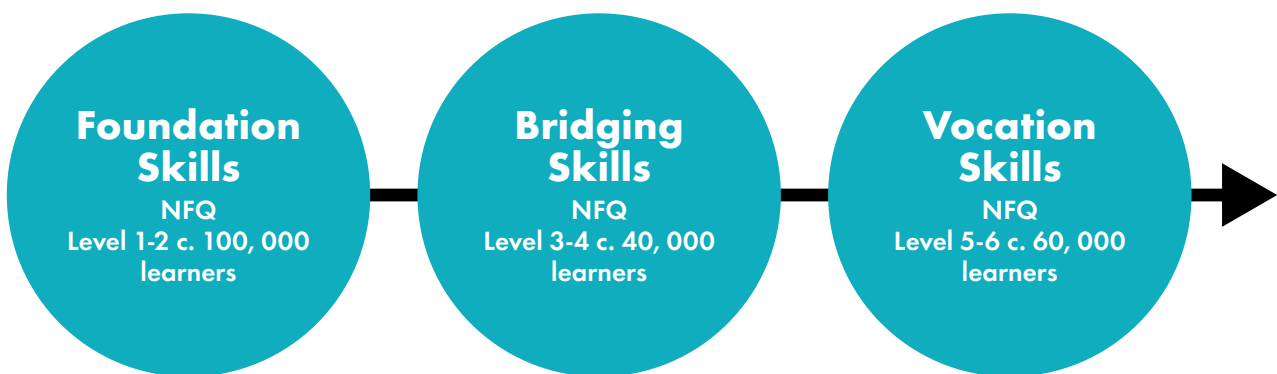 Foundation
Skills
NFQ
Level 1-2 c. 100, 000
learners
Bridging
Skills
NFQ
Level 3-4 c. 40, 000
learners
Vocation
Skills
NFQ
Level 5-6 c. 60, 000
learners